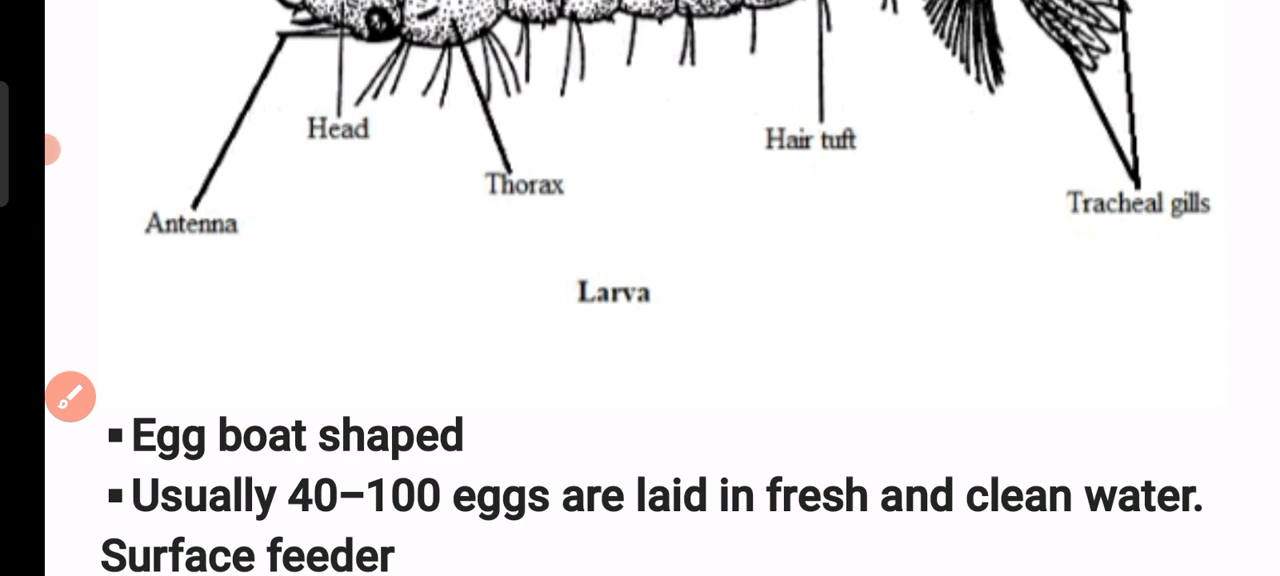 Head
Hair tuft
Thorax
Tracheal gills
Antenna
Larva
▪Egg boat shaped
▪Usually 40–100 eggs are laid in fresh and clean water.
Surface feeder